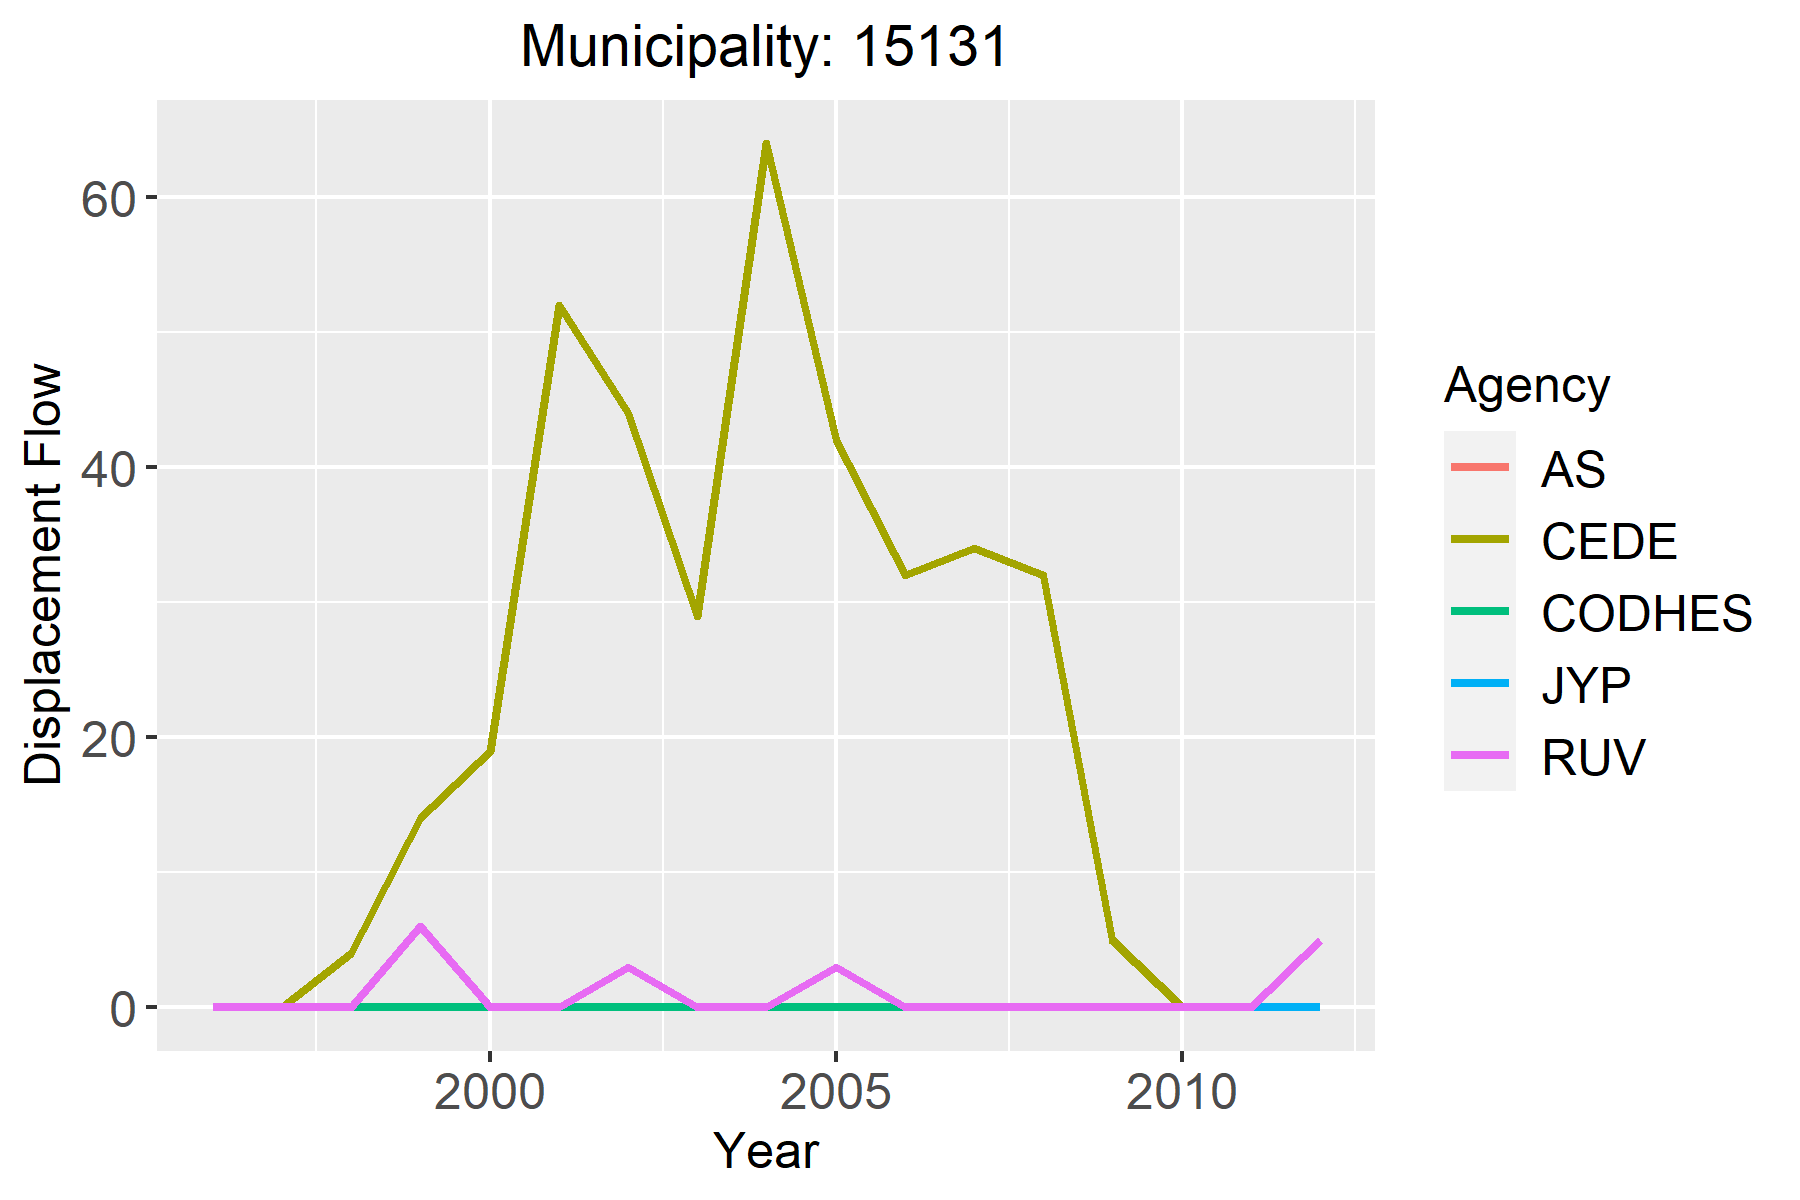 Municipality: 15131
Displacement Flow
60
40
20
0
2000 2005 2010
Year
Agency
AS
CEDE
CODHES
JYP
RUV